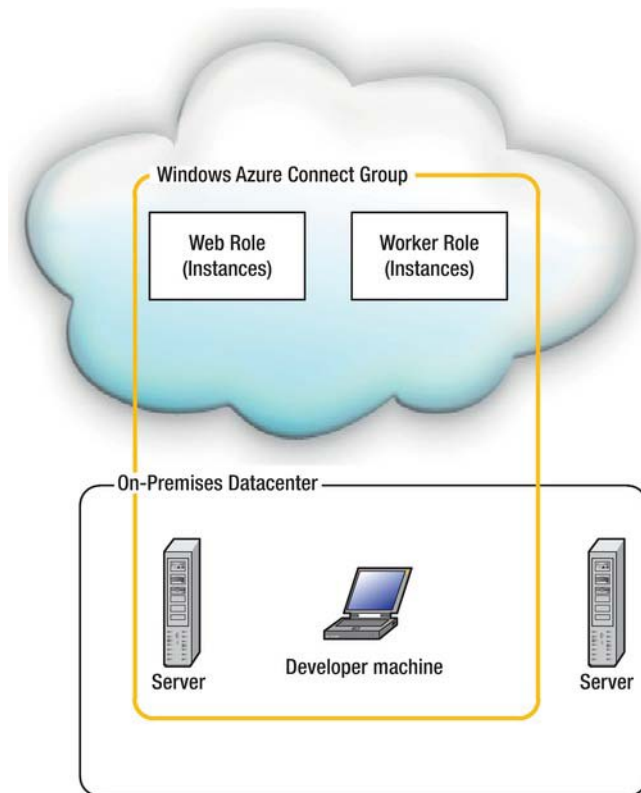 Windows Azure Connect Group
Web Role
(Instances)
Worker Role
(Instances)
On-Premises Datacenter
Server
Developer machine
Server